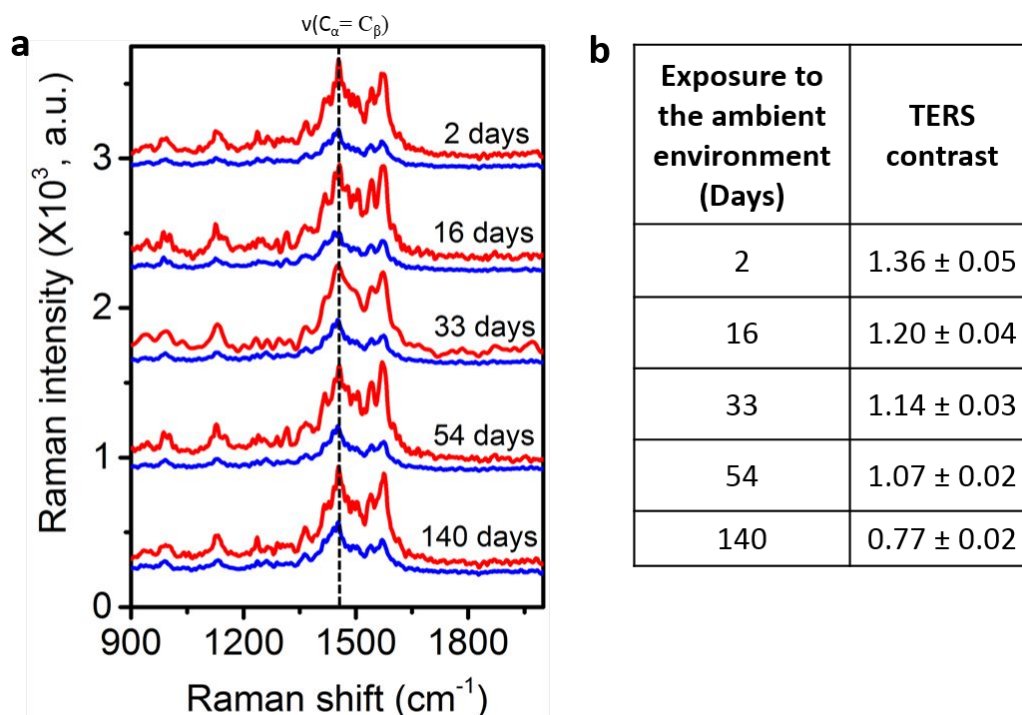 a
ν(Cα= Cβ)
Raman intensity (X10³, a.u.)
3
2
1
0
2 days
16 days
33 days
54 days
140 days
900 1200 1500 1800
Raman shift (cm⁻¹)
b
Exposure to
the ambient
environment
(Days)
TERS
contrast
2 1.36 ± 0.05
16 1.20 ± 0.04
33 1.14 ± 0.03
54 1.07 ± 0.02
140 0.77 ± 0.02